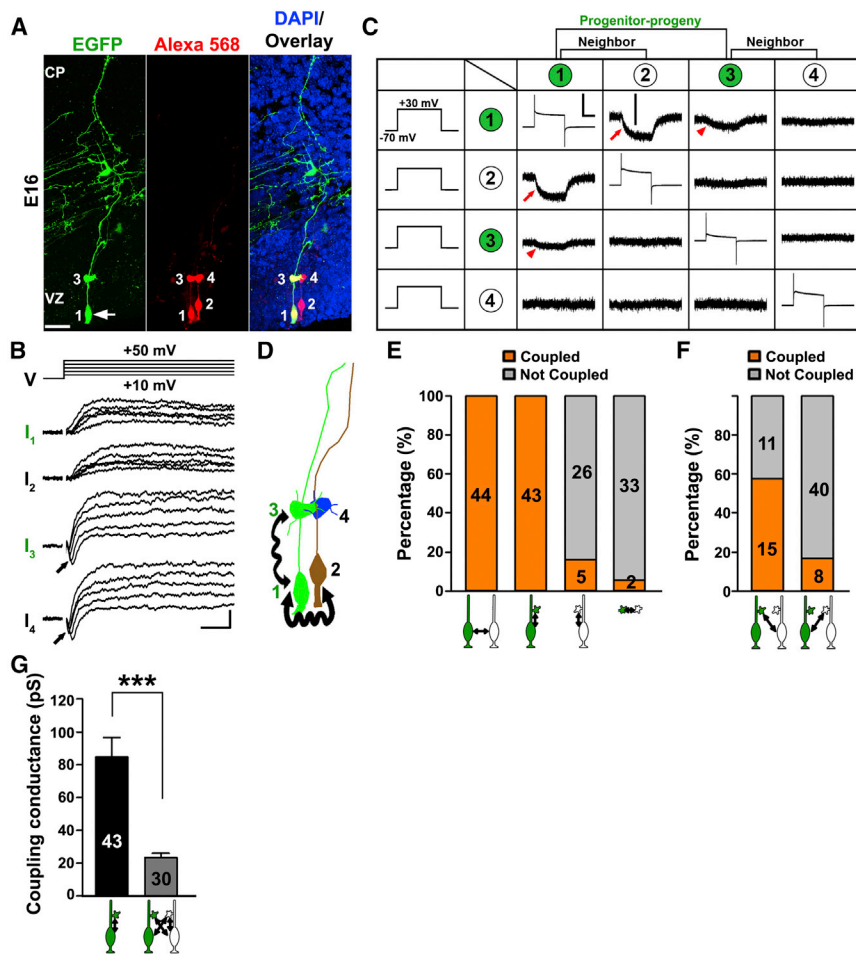 A
EGFP
Alexa 568
DAPI/
Overlay
E16
CP
VZ
3
1
3
4
1
2
3
4
1
2
B
V
+50 mV
+10 mV
I1
I2
I3
I4
C
Progenitor-progeny
Neighbor
Neighbor
1
2
3
4
+30 mV
-70 mV
1
2
3
4
D
3
4
1
2
E
Coupled
Not Coupled
Percentage (%)
100
80
60
40
20
0
44
43
26
5
33
2
F
Coupled
Not Coupled
Percentage (%)
100
80
60
40
20
0
11
15
40
8
G
***
Coupling conductance (pS)
120
100
80
60
40
20
0
43
30